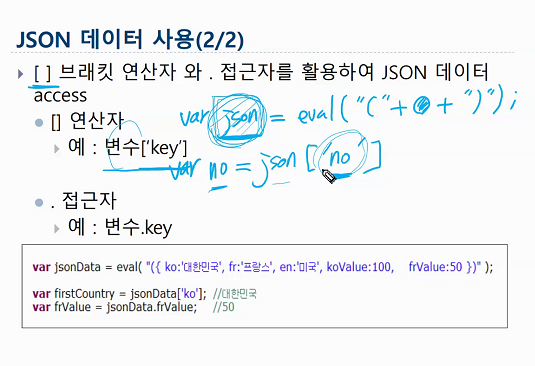 JSON 데이터 사용(2/2)
[ ] 브래킷 연산자 와 . 접근자를 활용하여 JSON 데이터
access
var json = eval("("+ + ")");
[] 연산자
예 : 변수['key']
var no = json ['no']
. 접근자
예 : 변수.key
var jsonData = eval( "({ ko:'대한민국', fr:'프랑스', en:'미국', koValue:100, frValue:50 })" );
var firstCountry = jsonData['ko']; //대한민국
var frValue = jsonData.frValue; //50